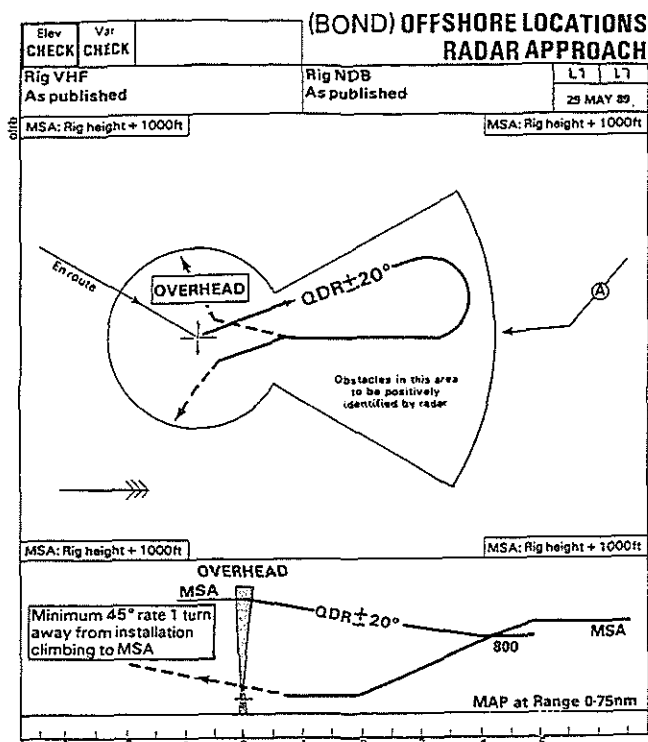 (BOND) OFFSHORE LOCATIONS
RADAR APPROACH
Elev
CHECK
Var
CHECK
Rig VHF
As published
Rig NDB
As published
29 MAY 89
MSA: Rig height + 1000ft
MSA: Rig height + 1000ft
En route
OVERHEAD
QDR±20°
A
Obstacles in this area
to be positively
identified by radar
MSA: Rig height + 1000ft
MSA: Rig height + 1000ft
OVERHEAD
MSA
QDR±20°
Minimum 45° rate 1 turn
away from installation
climbing to MSA
800
MSA
MAP at Range 0·75nm